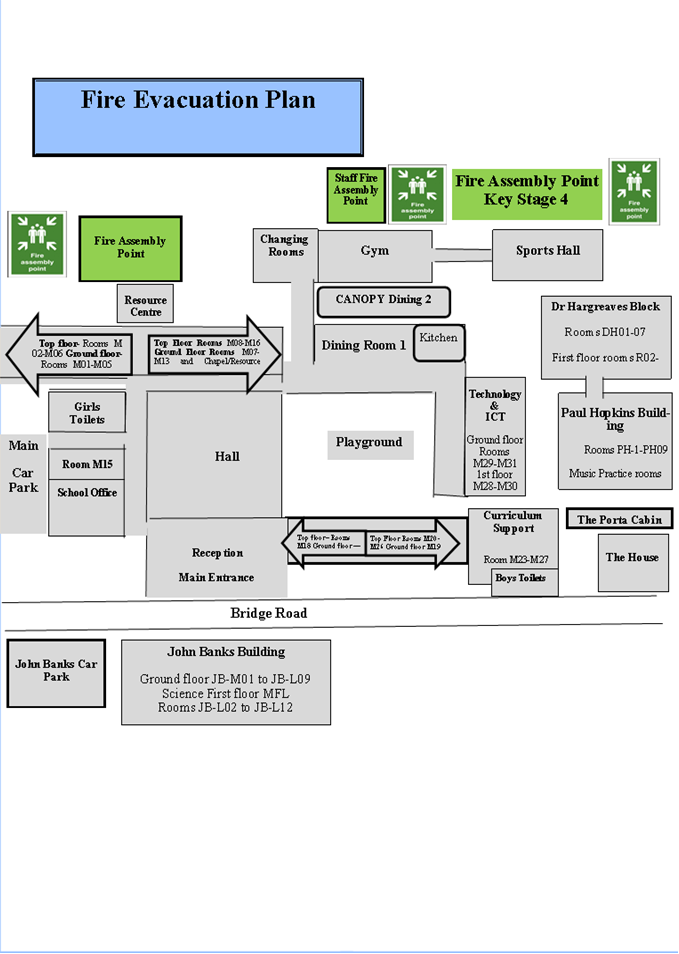 Fire Evacuation Plan
Staff Fire
Assembly
Point
Fire
assembly
point
Fire Assembly Point
Key Stage 4
Fire
assembly
point
Fire
assembly
point
Fire Assembly
Point
Changing
Rooms
Gym
Sports Hall
Resource
Centre
CANOPY Dining 2
Dr Hargreaves Block
Rooms DH01-07
First floor rooms R02-
Top floor- Rooms M
02-M06 Ground floor-
Rooms M01-M05
Top Floor Rooms M08-M16
Ground Floor Rooms M07-
M13 and Chapel/Resource
Dining Room 1
Kitchen
Girls
Toilets
Technology
&
ICT
Ground floor
Rooms
M29-M31
1st floor
M28-M30
Paul Hopkins Build-
ing
Rooms PH-1-PH09
Music Practice rooms
Main
Car
Park
Room M15
School Office
Hall
Playground
Reception
Main Entrance
Top floor- Rooms
M18 Ground floor—
Top Floor Rooms M20-
M26 Ground floor M19
Curriculum
Support
Room M23-M27
Boys Toilets
The Porta Cabin
The House
Bridge Road
John Banks Car
Park
John Banks Building
Ground floor JB-M01 to JB-L09
Science First floor MFL
Rooms JB-L02 to JB-L12